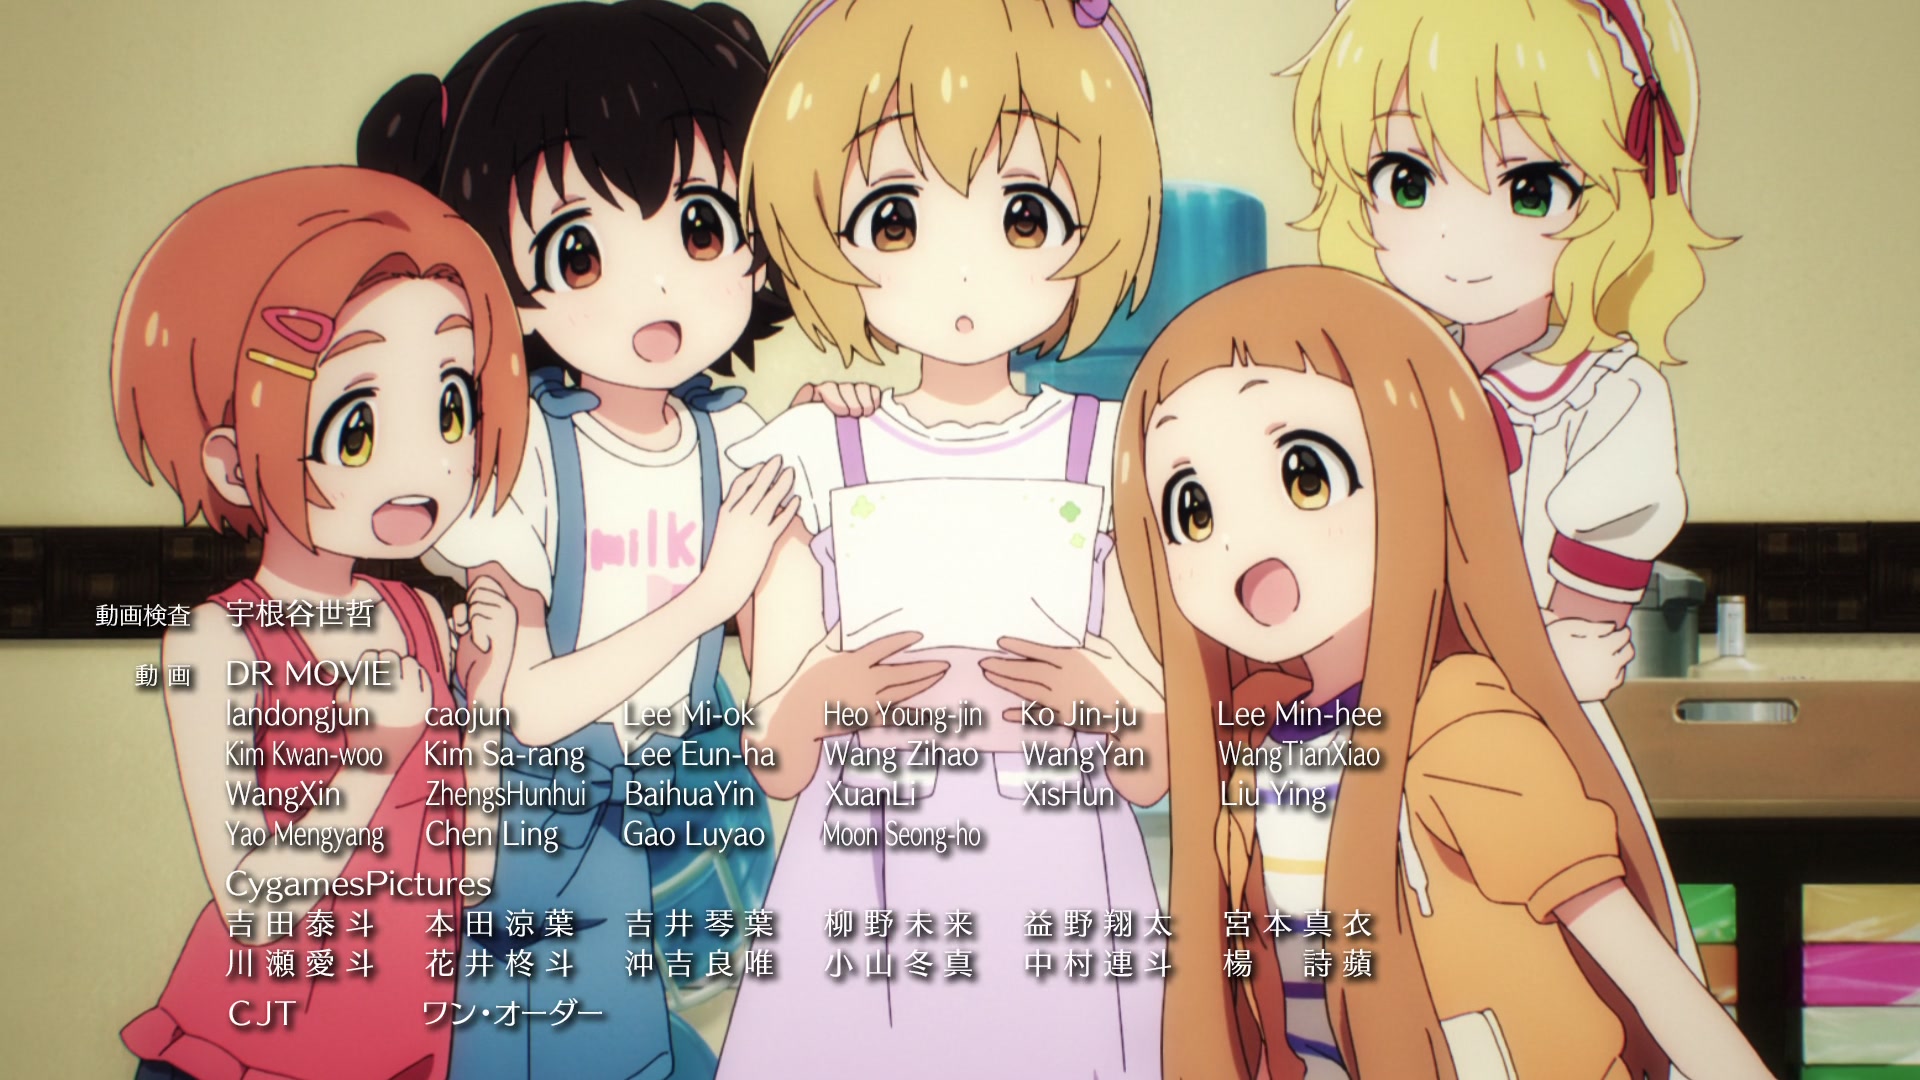 milk
動画検査 宇根谷世哲
動画 DR MOVIE
landongjun caojun Lee Mi-ok Heo Young-jin Ko Jin-ju Lee Min-hee
Kim Kwan-woo Kim Sa-rang Lee Eun-ha Wang Zihao WangYan WangTianXiao
WangXin ZhengsHunhui BaihuaYin XuanLi XisHun Liu Ying
Yao Mengyang Chen Ling Gao Luyao Moon Seong-ho
CygamesPictures
吉田泰斗 本田涼葉 吉井琴葉 柳野未来 益野翔太 宮本真衣
川瀬愛斗 花井柊斗 沖吉良唯 小山冬真 中村連斗 楊 詩蘋
CJT ワン・オーダー